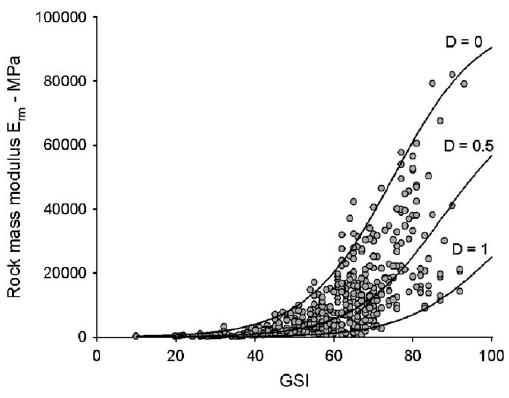 100000
80000
60000
40000
20000
0
Rock mass modulus Erm - MPa
D = 0
D = 0.5
D = 1
0 20 40 60 80 100
GSI